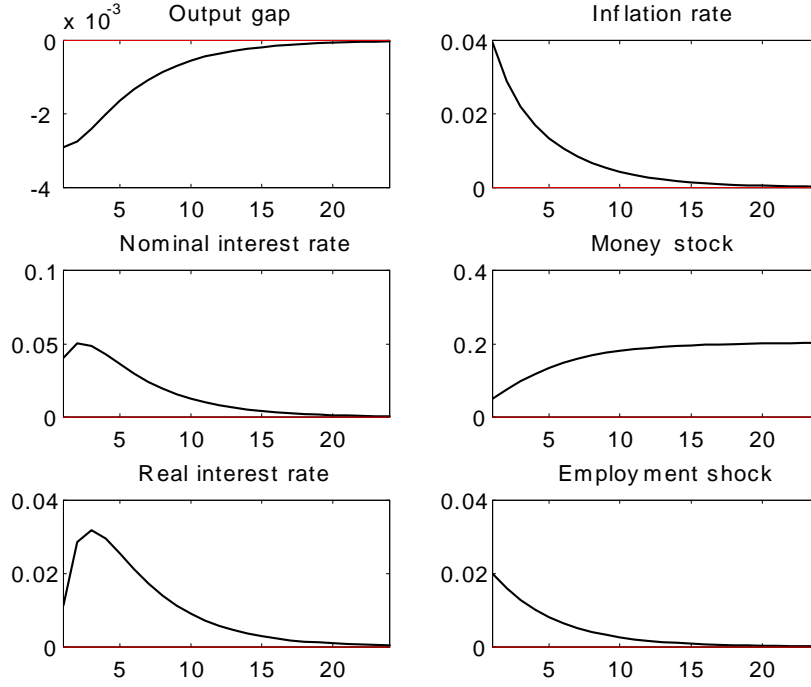 Output gap
x 10-3
0
-2
-4
5 10 15 20
Inflation rate
0.04
0.02
0
5 10 15 20
Nominal interest rate
0.1
0.05
0
5 10 15 20
Money stock
0.4
0.2
0
5 10 15 20
Real interest rate
0.04
0.02
0
5 10 15 20
Employment shock
0.04
0.02
0
5 10 15 20